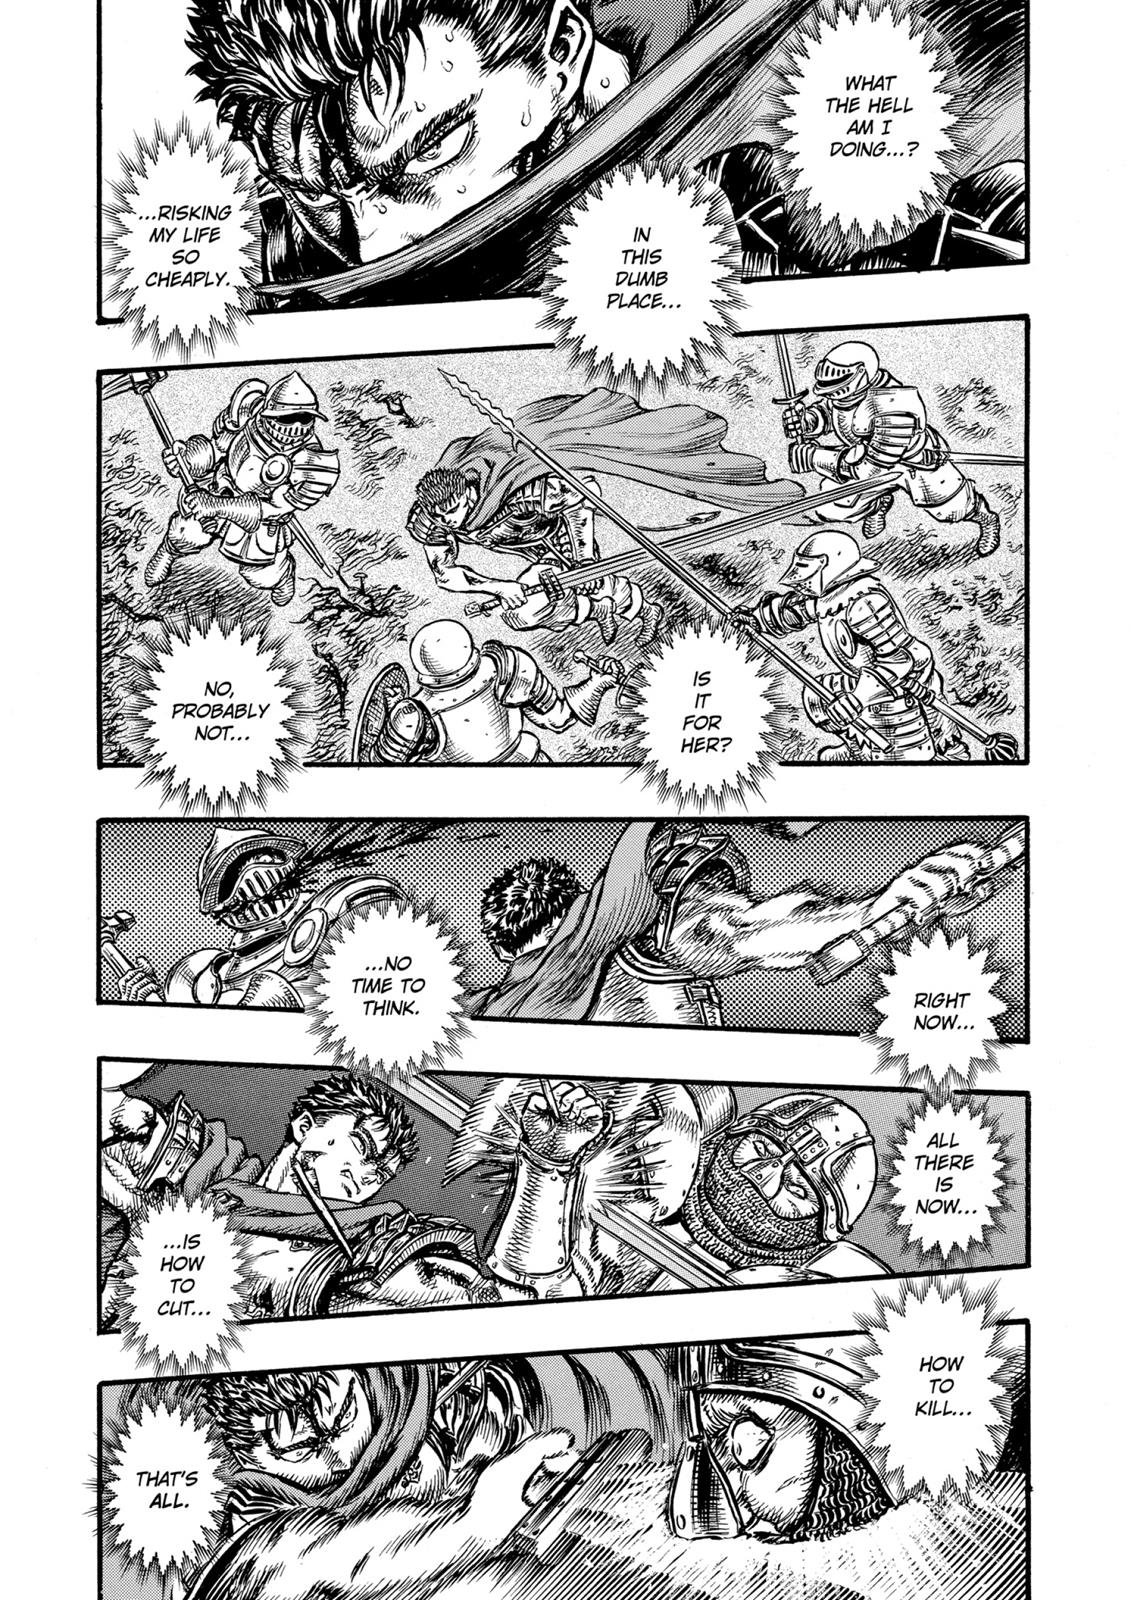 WHAT
THE HELL
AM I
DOING...?
IN
THIS
DUMB
PLACE...
...RISKING
MY LIFE
SO
CHEAPLY.
IS
IT
FOR
HER?
NO,
PROBABLY
NOT...
RIGHT
NOW...
...NO
TIME TO
THINK.
ALL
THERE
IS
NOW...
...IS
HOW
TO
CUT...
HOW
TO
KILL...
THAT'S
ALL.